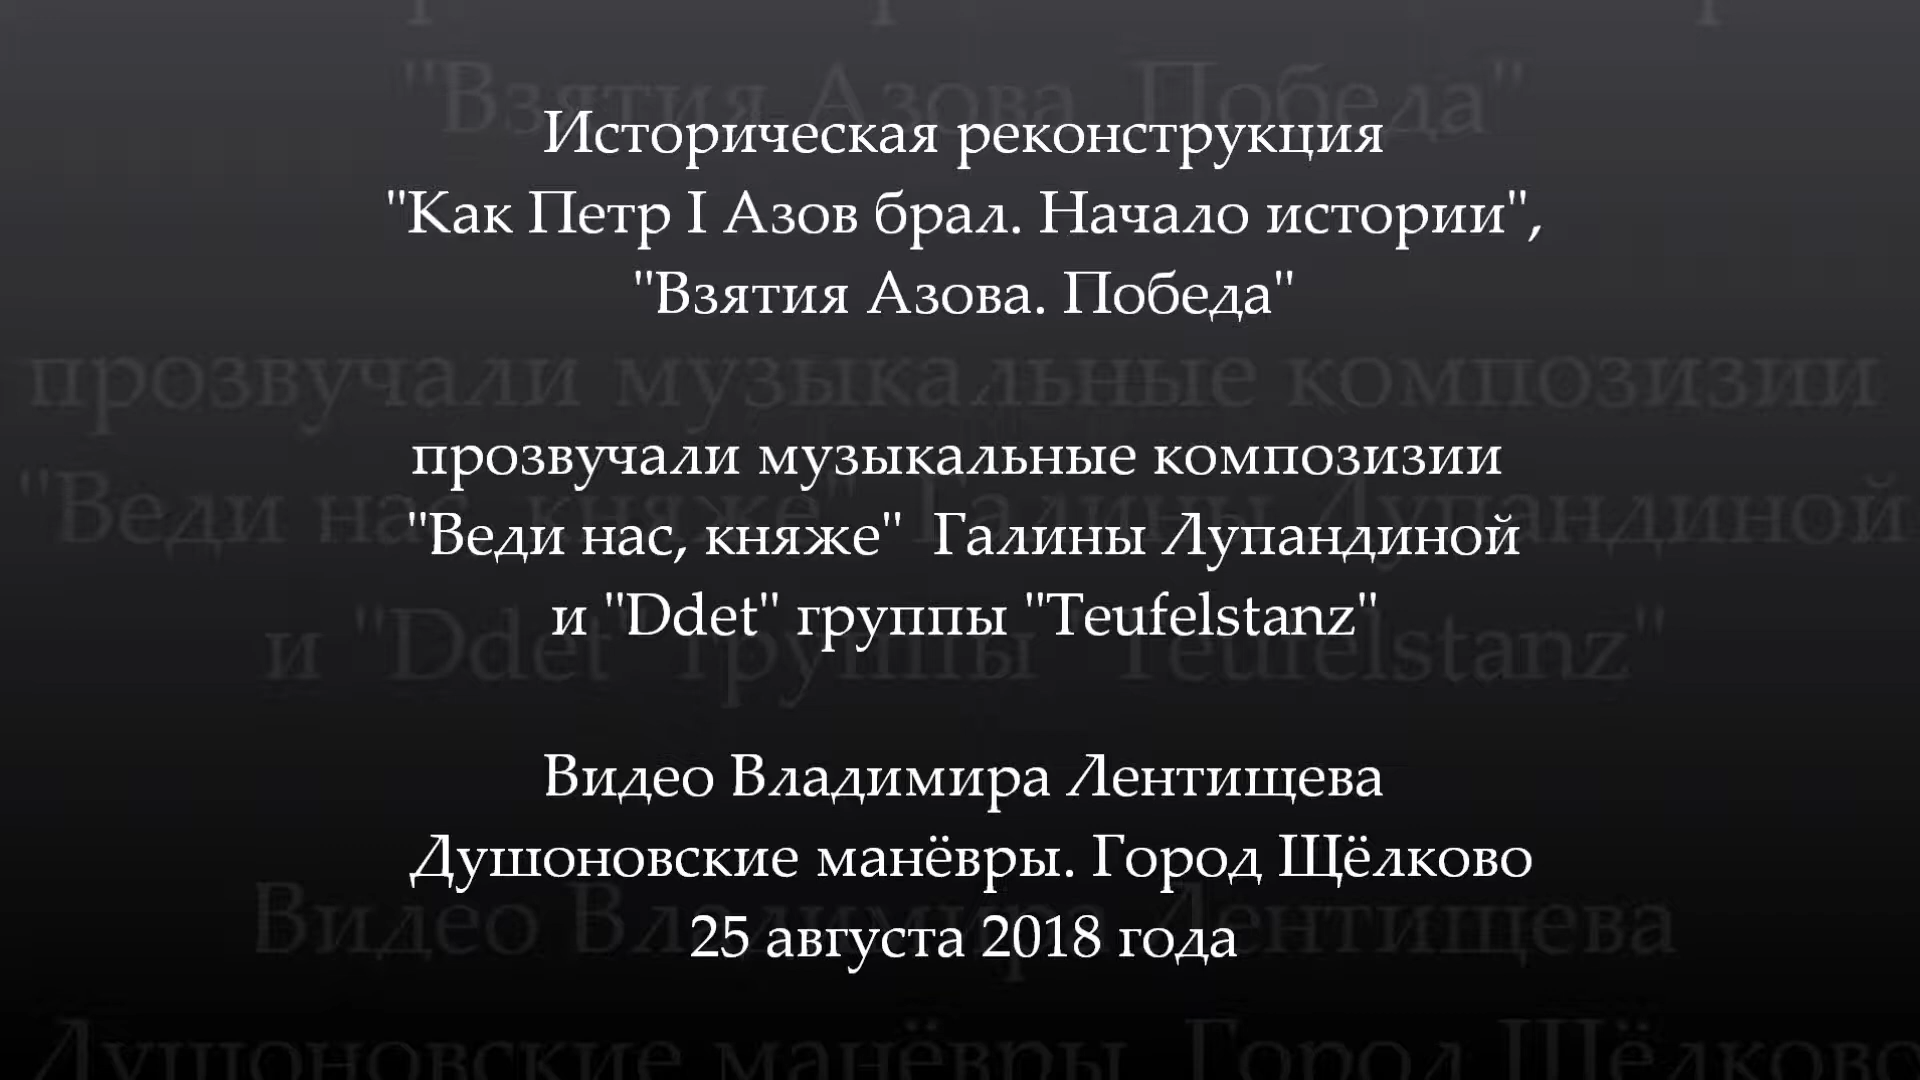 Историческая реконструкция
"Как Петр I Азов брал. Начало истории",
"Взятия Азова. Победа"
прозвучали музыкальные композизии
"Веди нас, княже" Галины Лупандиной
и "Ddet" группы "Teufelstanz"
Видео Владимира Лентищева
Душоновские манёвры. Город Щёлково
25 августа 2018 года